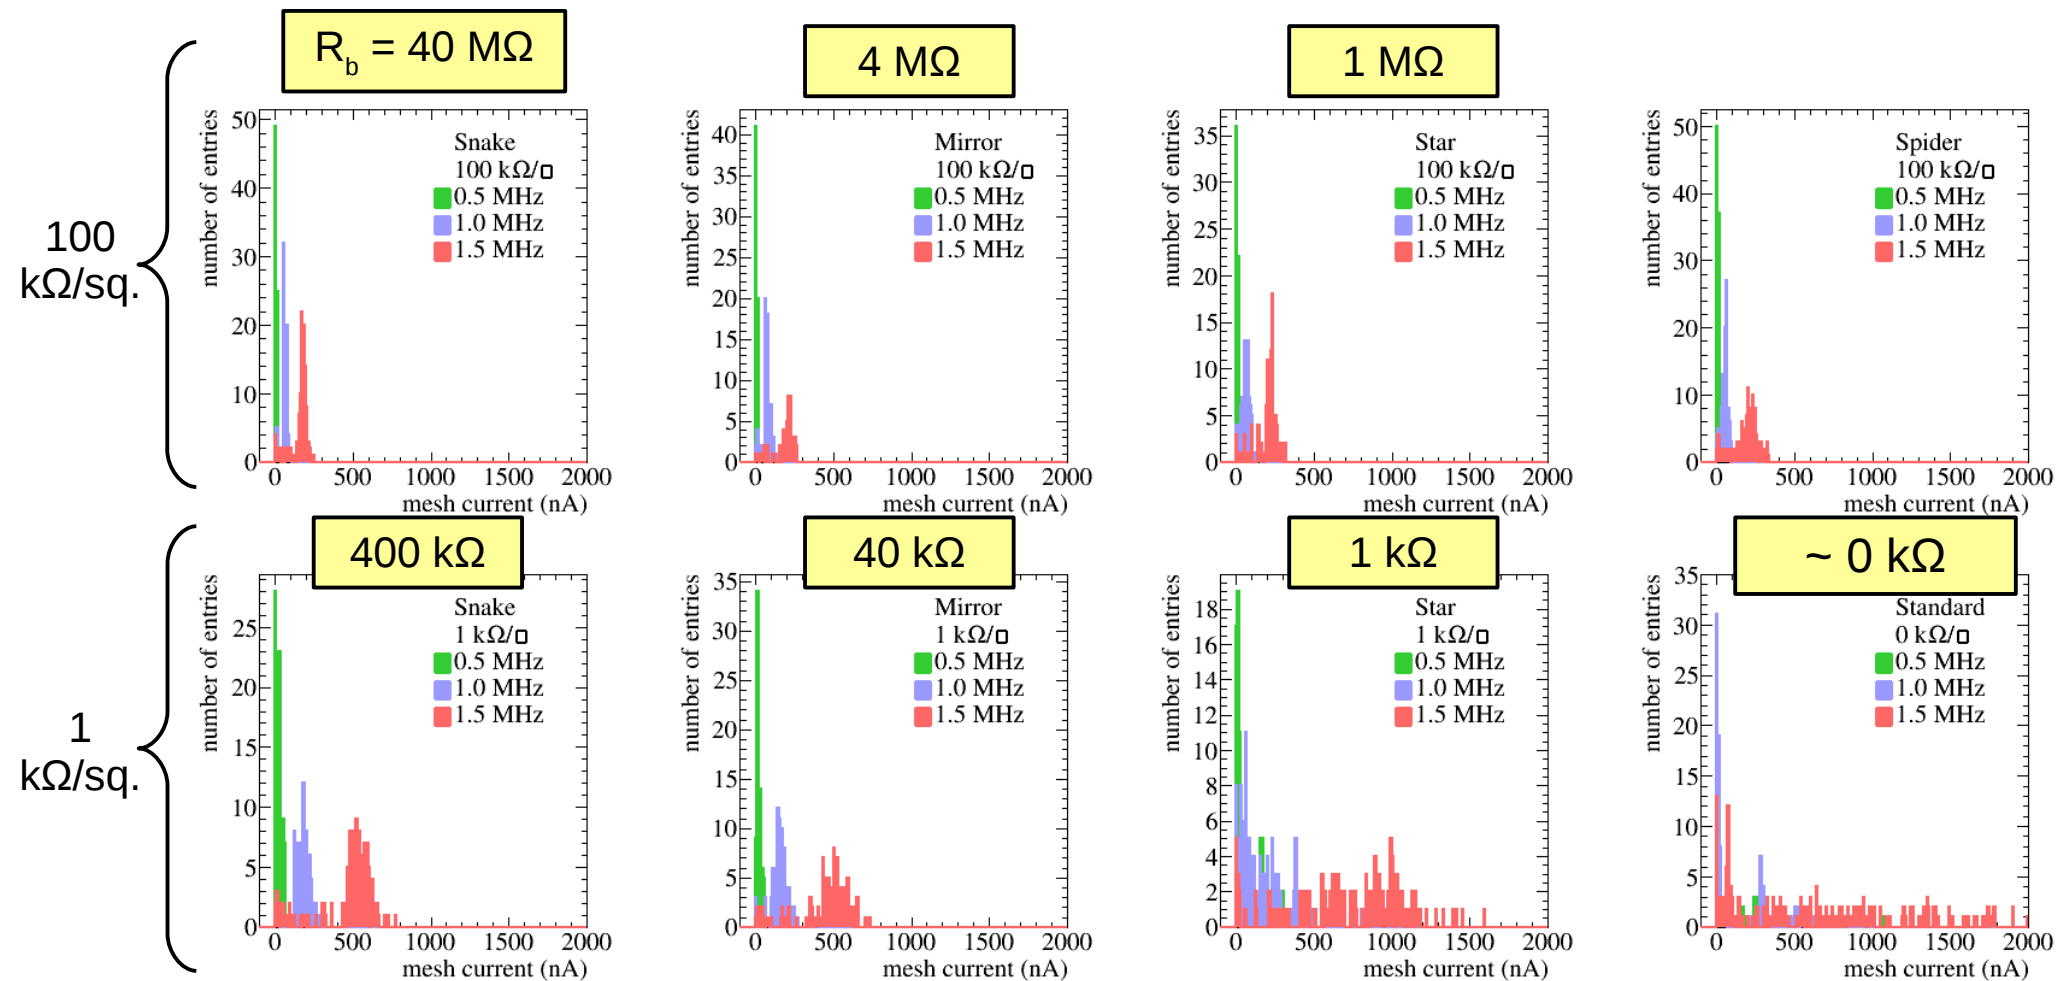 R_b = 40 MΩ
4 MΩ
1 MΩ
100
kΩ/sq.
number of entries
50
40
30
20
10
0
Snake
100 kΩ/□
0.5 MHz
1.0 MHz
1.5 MHz
0 500 1000 1500 2000
mesh current (nA)
number of entries
40
35
30
25
20
15
10
5
0
Mirror
100 kΩ/□
0.5 MHz
1.0 MHz
1.5 MHz
0 500 1000 1500 2000
mesh current (nA)
number of entries
35
30
25
20
15
10
5
0
Star
100 kΩ/□
0.5 MHz
1.0 MHz
1.5 MHz
0 500 1000 1500 2000
mesh current (nA)
number of entries
50
40
30
20
10
0
Spider
100 kΩ/□
0.5 MHz
1.0 MHz
1.5 MHz
0 500 1000 1500 2000
mesh current (nA)
400 kΩ
40 kΩ
1 kΩ
~ 0 kΩ
1
kΩ/sq.
number of entries
25
20
15
10
5
0
Snake
1 kΩ/□
0.5 MHz
1.0 MHz
1.5 MHz
0 500 1000 1500 2000
mesh current (nA)
number of entries
35
30
25
20
15
10
5
0
Mirror
1 kΩ/□
0.5 MHz
1.0 MHz
1.5 MHz
0 500 1000 1500 2000
mesh current (nA)
number of entries
18
16
14
12
10
8
6
4
2
0
Star
1 kΩ/□
0.5 MHz
1.0 MHz
1.5 MHz
0 500 1000 1500 2000
mesh current (nA)
number of entries
35
30
25
20
15
10
5
0
Standard
0 kΩ/□
0.5 MHz
1.0 MHz
1.5 MHz
0 500 1000 1500 2000
mesh current (nA)